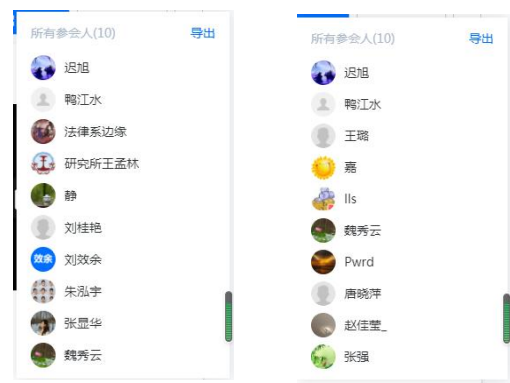 所有参会人(10) 导出
迟旭
鸭江水
法律系边缘
研究所王孟林
静
刘桂艳
效余 刘效余
朱泓宇
张显华
魏秀云
所有参会人(10) 导出
迟旭
鸭江水
王璐
嘉
lls
魏秀云
Pwrd
唐晓萍
赵佳莹_
张强